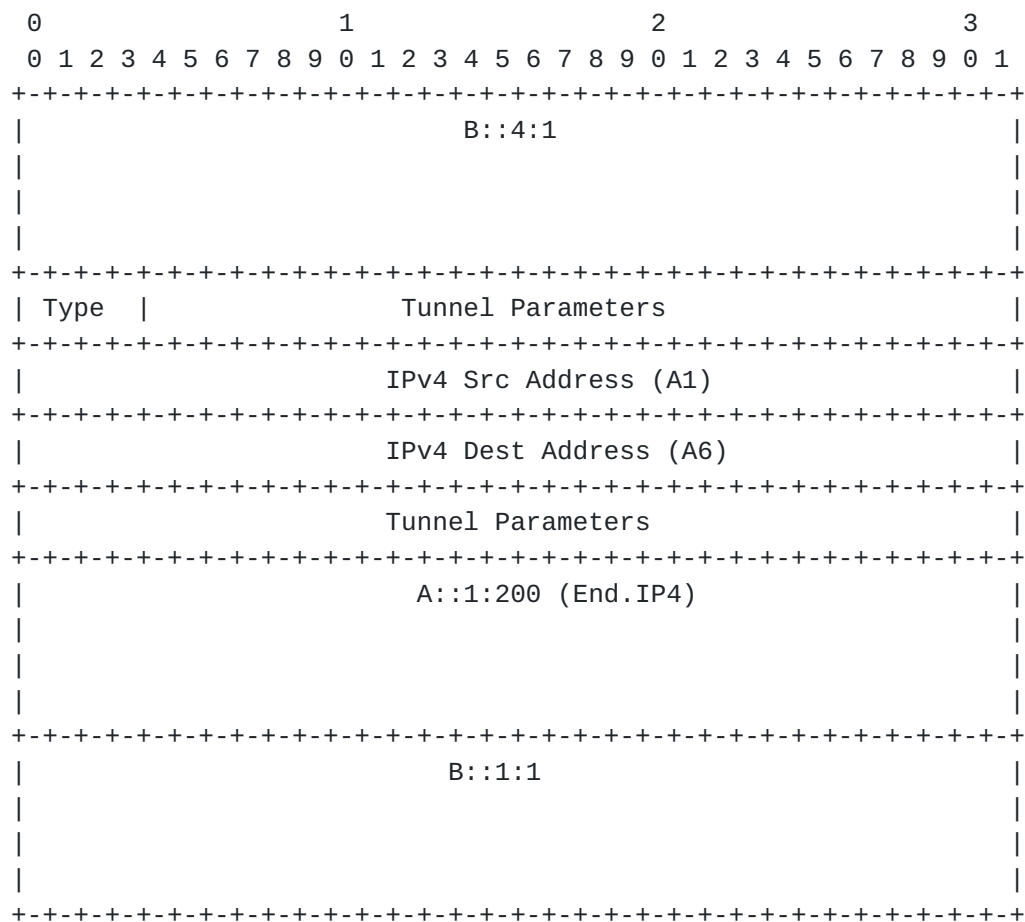 0                   1                   2                   3
 0 1 2 3 4 5 6 7 8 9 0 1 2 3 4 5 6 7 8 9 0 1 2 3 4 5 6 7 8 9 0 1
+-+-+-+-+-+-+-+-+-+-+-+-+-+-+-+-+-+-+-+-+-+-+-+-+-+-+-+-+-+-+-+-+
|                            B::4:1                             |
|                                                               |
|                                                               |
|                                                               |
+-+-+-+-+-+-+-+-+-+-+-+-+-+-+-+-+-+-+-+-+-+-+-+-+-+-+-+-+-+-+-+-+
| Type  |                Tunnel Parameters                      |
+-+-+-+-+-+-+-+-+-+-+-+-+-+-+-+-+-+-+-+-+-+-+-+-+-+-+-+-+-+-+-+-+
|                       IPv4 Src Address (A1)                   |
+-+-+-+-+-+-+-+-+-+-+-+-+-+-+-+-+-+-+-+-+-+-+-+-+-+-+-+-+-+-+-+-+
|                       IPv4 Dest Address (A6)                  |
+-+-+-+-+-+-+-+-+-+-+-+-+-+-+-+-+-+-+-+-+-+-+-+-+-+-+-+-+-+-+-+-+
|                       Tunnel Parameters                       |
+-+-+-+-+-+-+-+-+-+-+-+-+-+-+-+-+-+-+-+-+-+-+-+-+-+-+-+-+-+-+-+-+
|                         A::1:200 (End.IP4)                    |
|                                                               |
|                                                               |
|                                                               |
+-+-+-+-+-+-+-+-+-+-+-+-+-+-+-+-+-+-+-+-+-+-+-+-+-+-+-+-+-+-+-+-+
|                           B::1:1                              |
|                                                               |
|                                                               |
|                                                               |
+-+-+-+-+-+-+-+-+-+-+-+-+-+-+-+-+-+-+-+-+-+-+-+-+-+-+-+-+-+-+-+-+